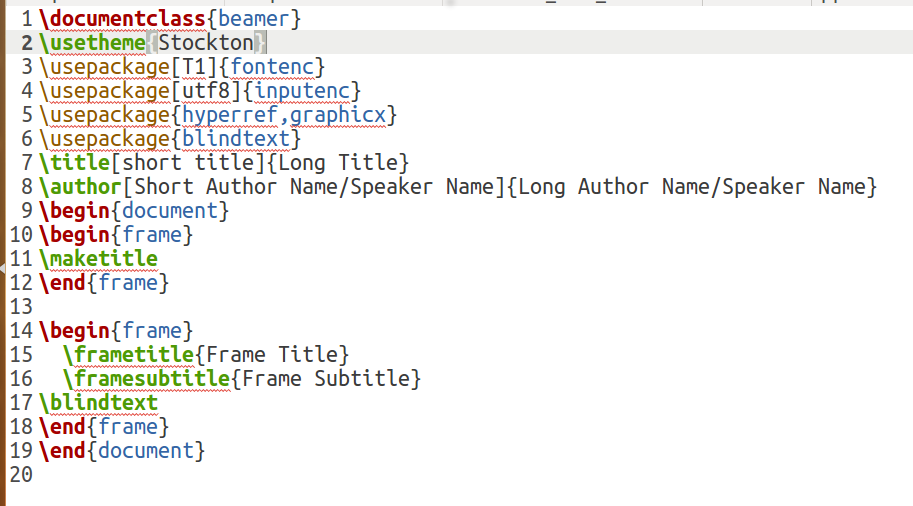 1 \documentclass{beamer}
2 \usetheme{Stockton}
3 \usepackage[T1]{fontenc}
4 \usepackage[utf8]{inputenc}
5 \usepackage{hyperref,graphicx}
6 \usepackage{blindtext}
7 \title[short title]{Long Title}
8 \author[Short Author Name/Speaker Name]{Long Author Name/Speaker Name}
9 \begin{document}
10 \begin{frame}
11 \maketitle
12 \end{frame}
13
14 \begin{frame}
15   \frametitle{Frame Title}
16   \framesubtitle{Frame Subtitle}
17 \blindtext
18 \end{frame}
19 \end{document}
20